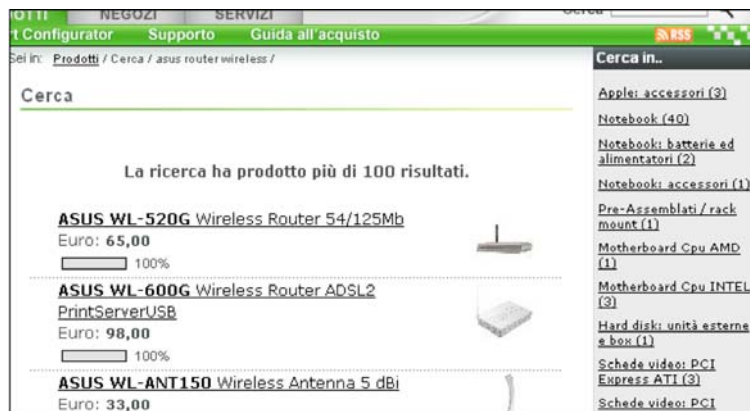 NEGOZI SERVIZI
Configurator Supporto Guida all'acquisto RSS
Sei in: Prodotti / Cerca / asus router wireless /
Cerca
La ricerca ha prodotto più di 100 risultati.
ASUS WL-520G Wireless Router 54/125Mb
Euro: 65,00
100%
ASUS WL-600G Wireless Router ADSL2
PrintServerUSB
Euro: 98,00
100%
ASUS WL-ANT150 Wireless Antenna 5 dBi
Euro: 33,00
Cerca in..
Apple: accessori (3)
Notebook (40)
Notebook: batterie ed
alimentatori (2)
Notebook: accessori (1)
Pre-Assemblati / rack
mount (1)
Motherboard Cpu AMD
(1)
Motherboard Cpu INTEL
(3)
Hard disk: unità esterne
e box (1)
Schede video: PCI
Express ATI (3)
Schede video: PCI